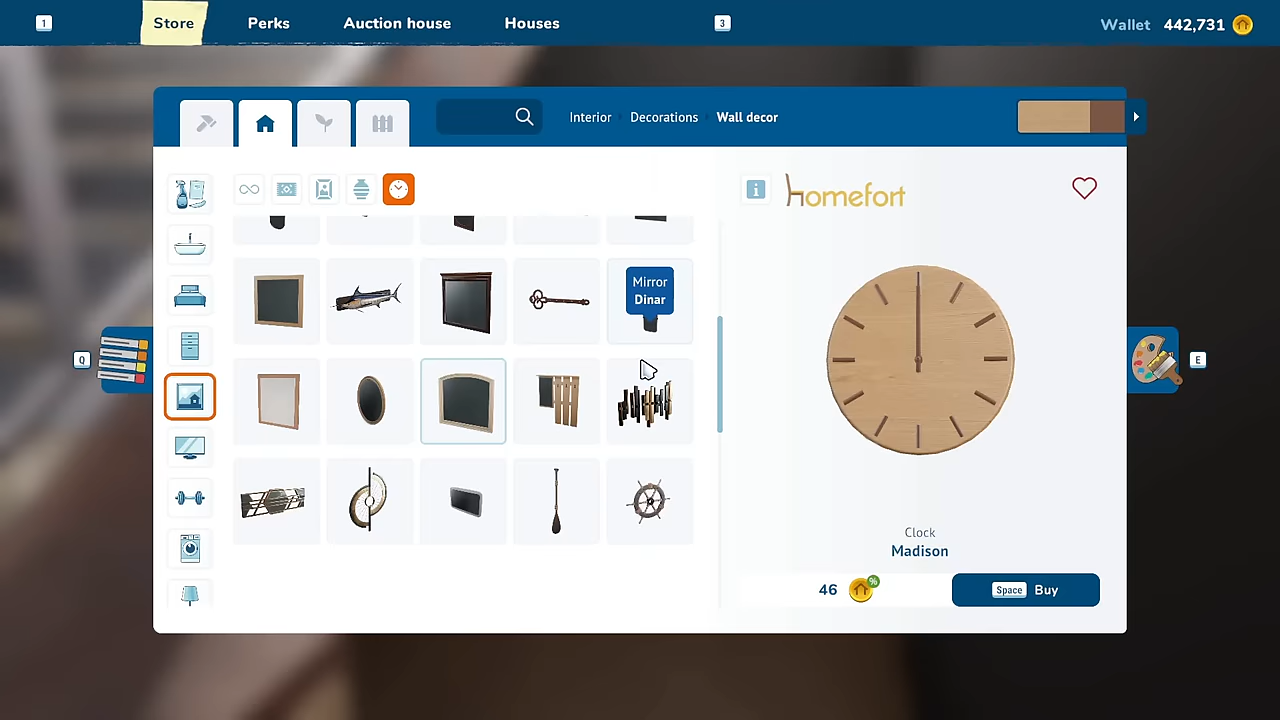 1
Store
Perks
Auction house
Houses
3
Wallet 442,731
Interior
Decorations
Wall decor
homefort
Mirror
Dinar
Q
E
Clock
Madison
46
%
Space
Buy